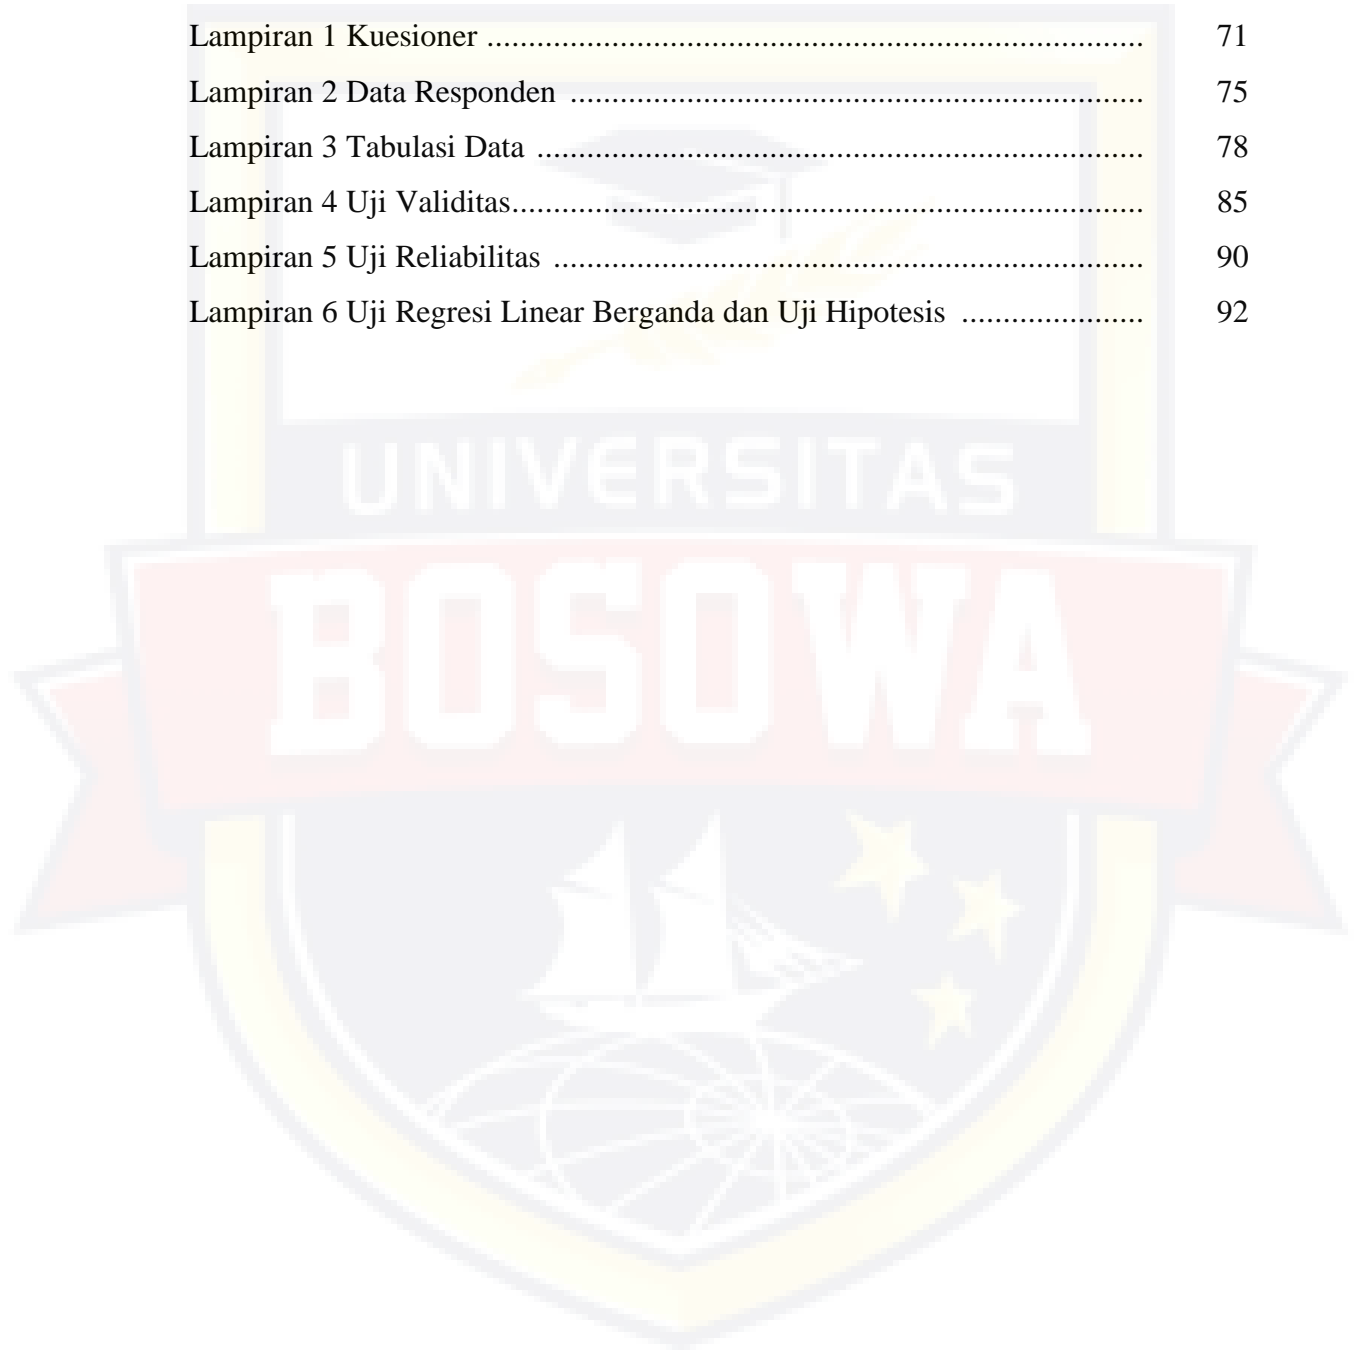 Lampiran 1 Kuesioner ................................................................................ 71
Lampiran 2 Data Responden ...................................................................... 75
Lampiran 3 Tabulasi Data .......................................................................... 78
Lampiran 4 Uji Validitas............................................................................. 85
Lampiran 5 Uji Reliabilitas ........................................................................ 90
Lampiran 6 Uji Regresi Linear Berganda dan Uji Hipotesis ...................... 92
UNIVERSITAS
BOSOWA